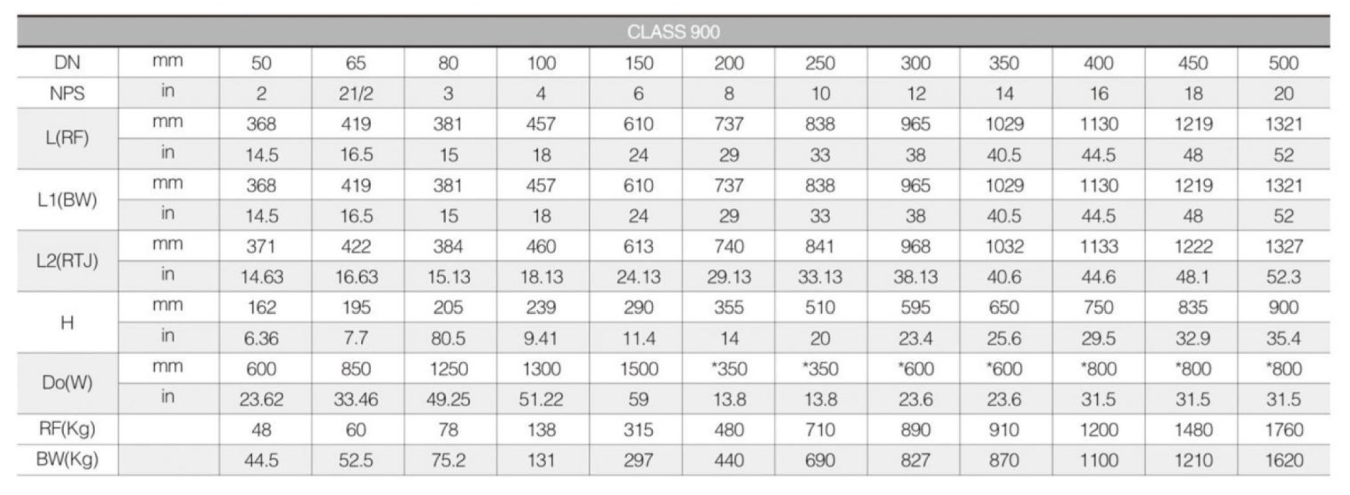 CLASS 900
DN mm 50 65 80 100 150 200 250 300 350 400 450 500
NPS in 2 21/2 3 4 6 8 10 12 14 16 18 20
L(RF) mm 368 419 381 457 610 737 838 965 1029 1130 1219 1321
in 14.5 16.5 15 18 24 29 33 38 40.5 44.5 48 52
L1(BW) mm 368 419 381 457 610 737 838 965 1029 1130 1219 1321
in 14.5 16.5 15 18 24 29 33 38 40.5 44.5 48 52
L2(RTJ) mm 371 422 384 460 613 740 841 968 1032 1133 1222 1327
in 14.63 16.63 15.13 18.13 24.13 29.13 33.13 38.13 40.6 44.6 48.1 52.3
H mm 162 195 205 239 290 355 510 595 650 750 835 900
in 6.36 7.7 80.5 9.41 11.4 14 20 23.4 25.6 29.5 32.9 35.4
Do(W) mm 600 850 1250 1300 1500 *350 *350 *600 *600 *800 *800 *800
in 23.62 33.46 49.25 51.22 59 13.8 13.8 23.6 23.6 31.5 31.5 31.5
RF(Kg) 48 60 78 138 315 480 710 890 910 1200 1480 1760
BW(Kg) 44.5 52.5 75.2 131 297 440 690 827 870 1100 1210 1620